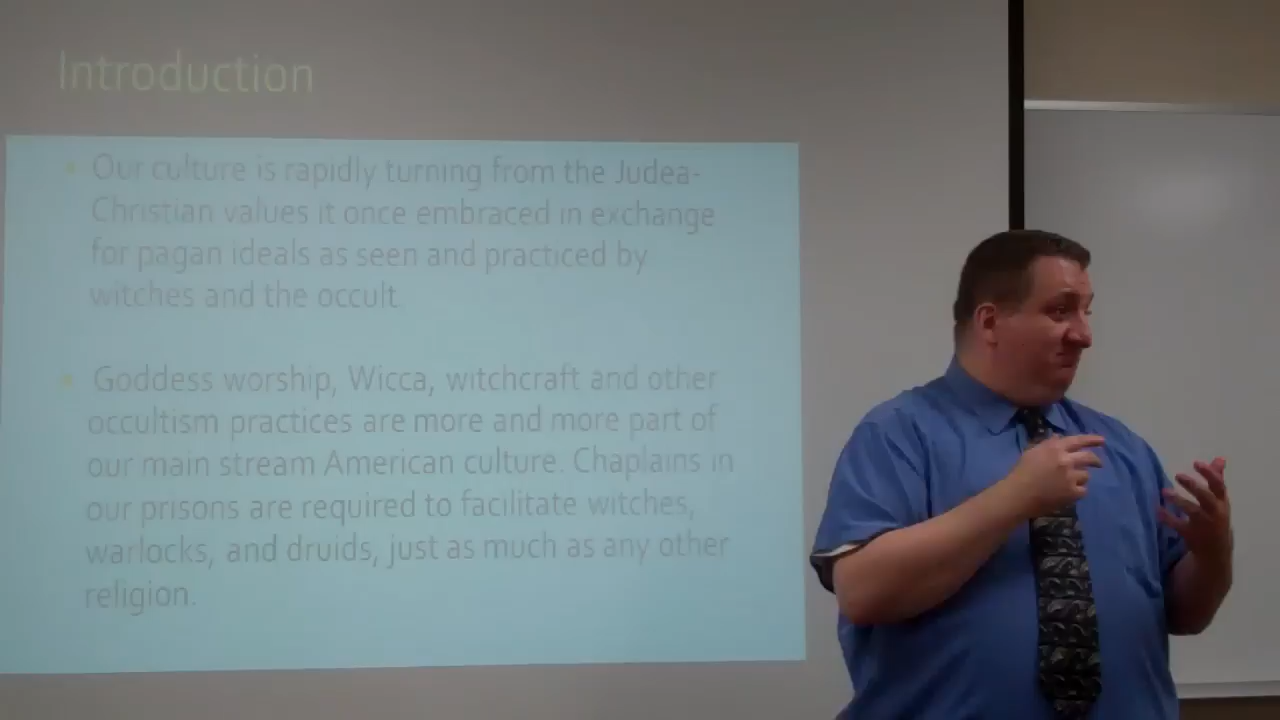 Introduction
• Our culture is rapidly turning from the Judea-
Christian values it once embraced in exchange
for pagan ideals as seen and practiced by
witches and the occult
• Goddess worship, Wicca, witchcraft and other
occultism practices are more and more part of
our main stream American culture. Chaplains in
our prisons are required to facilitate witches,
warlocks, and druids, just as much as any other
religion.